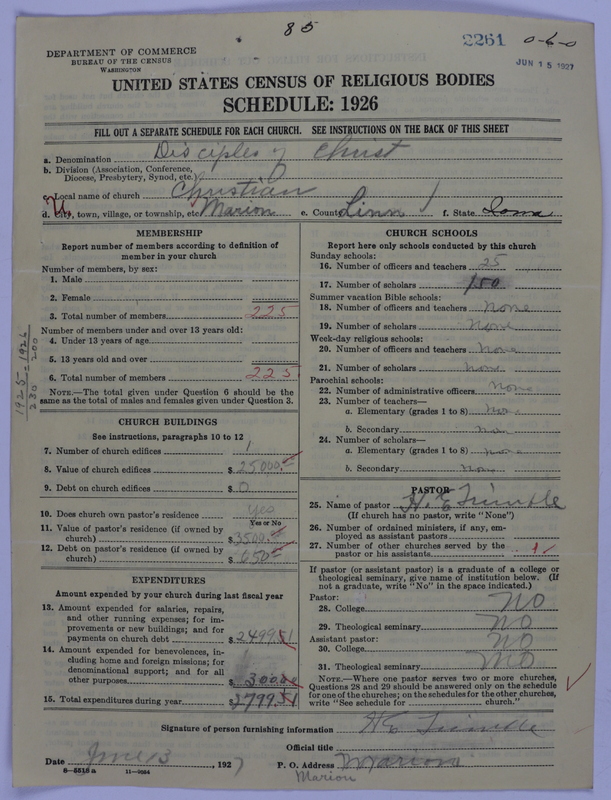 85
2261 0-6-0
JUN 15 1927
DEPARTMENT OF COMMERCE
BUREAU OF THE CENSUS
WASHINGTON
UNITED STATES CENSUS OF RELIGIOUS BODIES
SCHEDULE: 1926
FILL OUT A SEPARATE SCHEDULE FOR EACH CHURCH. SEE INSTRUCTIONS ON THE BACK OF THIS SHEET
a. Denomination Disciples of Christ
b. Division (Association, Conference,
Diocese, Presbytery, Synod, etc.)
c. Local name of church Christian
d. City, town, village, or township, etc. Marion e. County Linn f. State Iowa
MEMBERSHIP
Report number of members according to definition of
member in your church
Number of members, by sex:
1. Male
2. Female
3. Total number of members 225
Number of members under and over 13 years old:
4. Under 13 years of age
5. 13 years old and over
6. Total number of members 225
NOTE.—The total given under Question 6 should be the
same as the total of males and females given under Question 3.
1925-1926
230 200
CHURCH BUILDINGS
See instructions, paragraphs 10 to 12
7. Number of church edifices 1
8. Value of church edifices $ 25000.00
9. Debt on church edifices $ 0
10. Does church own pastor's residence? yes
Yes or No
11. Value of pastor's residence (if owned by
church) $ 3500.00
12. Debt on pastor's residence (if owned by
church) $ 650
EXPENDITURES
Amount expended by your church during last fiscal year
13. Amount expended for salaries, repairs,
and other running expenses; for im-
provements or new buildings; and for
payments on church debt $ 2499.51
14. Amount expended for benevolences, in-
cluding home and foreign missions; for
denominational support; and for all
other purposes $ 300.00
15. Total expenditures during year $ 2799.51
CHURCH SCHOOLS
Report here only schools conducted by this church
Sunday schools:
16. Number of officers and teachers 25
17. Number of scholars 150
Summer vacation Bible schools:
18. Number of officers and teachers None
19. Number of scholars None
Week-day religious schools:
20. Number of officers and teachers None
21. Number of scholars None
Parochial schools:
22. Number of administrative officers None
23. Number of teachers—
a. Elementary (grades 1 to 8) None
b. Secondary None
24. Number of scholars—
a. Elementary (grades 1 to 8) None
b. Secondary None
PASTOR
25. Name of pastor H. E. Trimble
(If church has no pastor, write "None")
26. Number of ordained ministers, if any, em-
ployed as assistant pastors
27. Number of other churches served by the
pastor or his assistants
If pastor (or assistant pastor) is a graduate of a college or
theological seminary, give name of institution below. (If
not a graduate, write "No" in the space indicated.)
Pastor:
28. College NO
29. Theological seminary NO
Assistant pastor:
30. College NO
31. Theological seminary NO
NOTE.—Where one pastor serves two or more churches,
Questions 28 and 29 should be answered only on the schedule
for one of the churches; on the schedules for the other churches,
write "See schedule for church."
Signature of person furnishing information H E Trimble
Official title
Date June 13, 1927 P. O. Address Marion
Marion
8-5518 a 11-9094